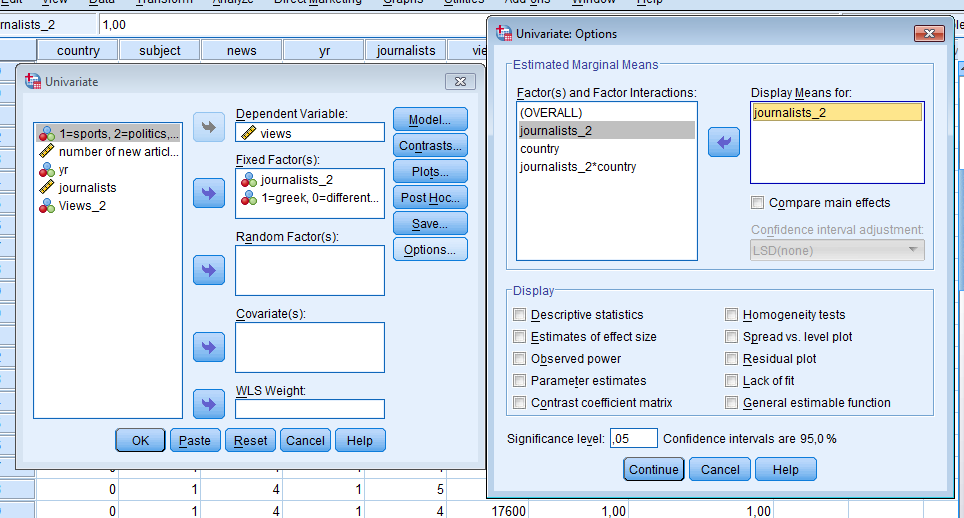 Edit View Data Transform Analyze Direct Marketing Graphs Utilities Add-ons Window Help
rnalists_2 1,00
country subject news yr journalists
Univariate
1=sports, 2=politics,...
number of new articl...
yr
journalists
Views_2
Dependent Variable:
views
Fixed Factor(s):
journalists_2
1=greek, 0=different...
Random Factor(s):
Covariate(s):
WLS Weight:
Model...
Contrasts...
Plots...
Post Hoc...
Save...
Options...
OK Paste Reset Cancel Help
Univariate: Options
Estimated Marginal Means
Factor(s) and Factor Interactions:
(OVERALL)
journalists_2
country
journalists_2*country
Display Means for:
journalists_2
Compare main effects
Confidence interval adjustment:
LSD(none)
Display
Descriptive statistics Homogeneity tests
Estimates of effect size Spread vs. level plot
Observed power Residual plot
Parameter estimates Lack of fit
Contrast coefficient matrix General estimable function
Significance level: ,05 Confidence intervals are 95,0 %
Continue Cancel Help
0 1 4 1 5
0 1 4 1 4 17600 1,00 1,00